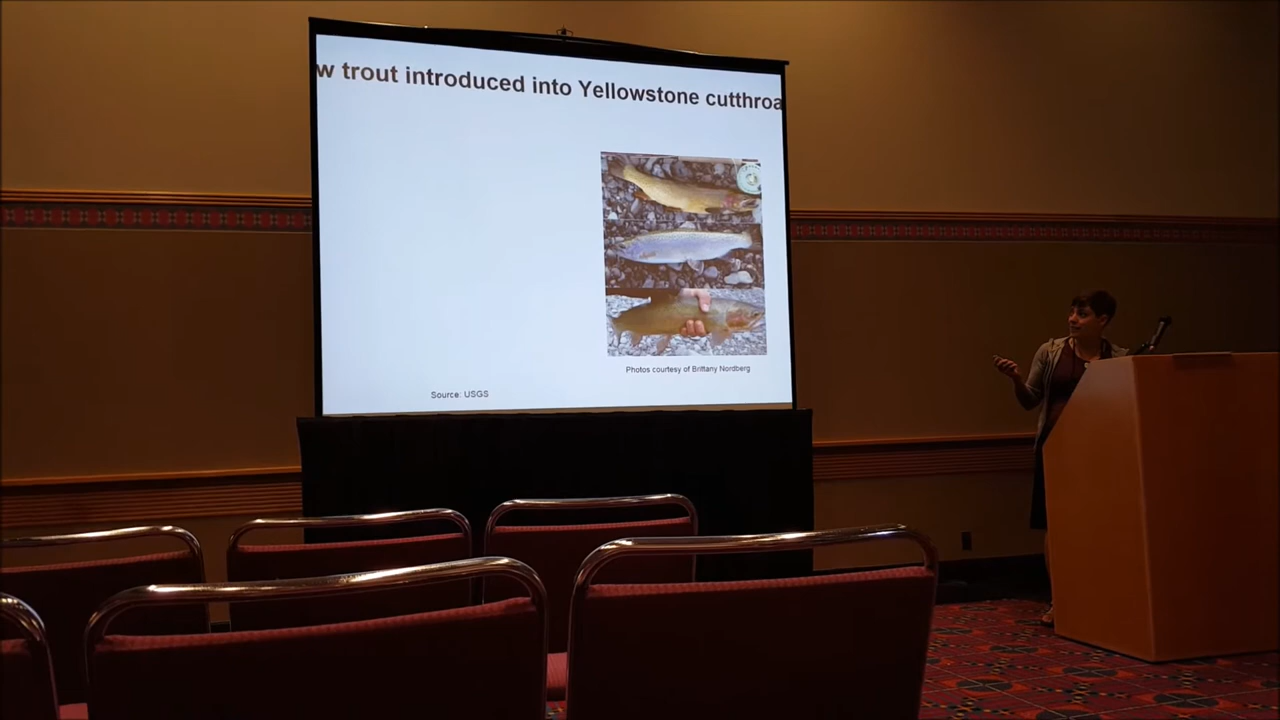 w trout introduced into Yellowstone cutthroa
Photos courtesy of Brittany Nordberg
Source: USGS